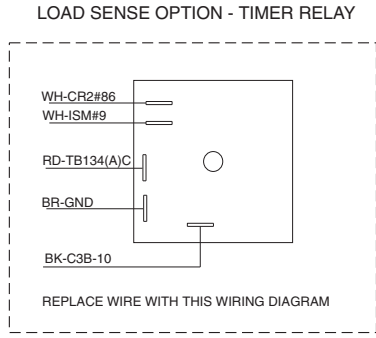 LOAD SENSE OPTION - TIMER RELAY
WH-CR2#86
WH-ISM#9
RD-TB134(A)C
BR-GND
BK-C3B-10
REPLACE WIRE WITH THIS WIRING DIAGRAM